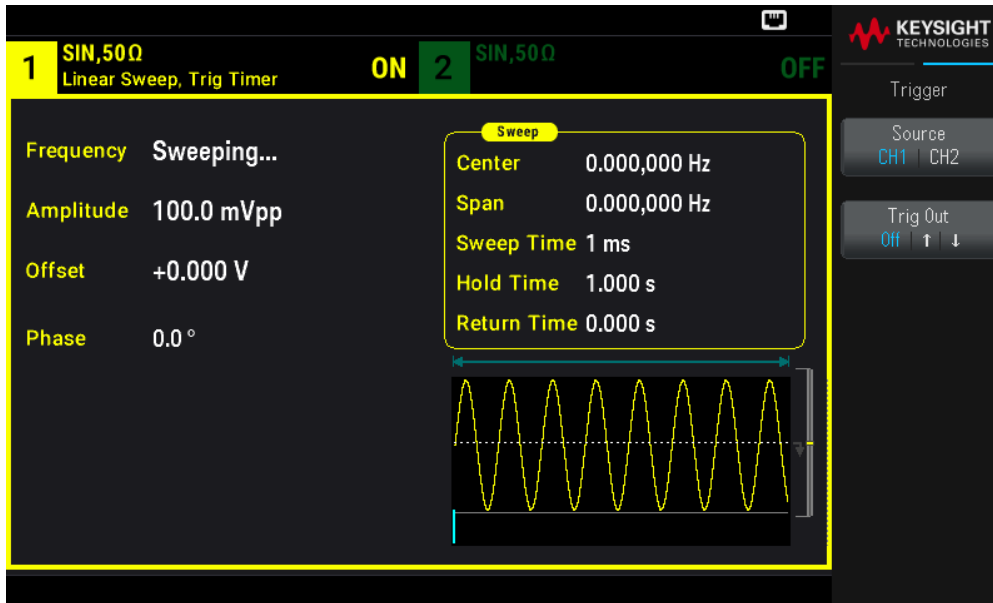 KEYSIGHT
TECHNOLOGIES
1
SIN,50Ω
Linear Sweep, Trig Timer
ON
2
SIN,50Ω
OFF
Frequency Sweeping...
Amplitude 100.0 mVpp
Offset +0.000 V
Phase 0.0 °
Sweep
Center 0.000,000 Hz
Span 0.000,000 Hz
Sweep Time 1 ms
Hold Time 1.000 s
Return Time 0.000 s
Trigger
Source
CH1 | CH2
Trig Out
Off | ↑ | ↓